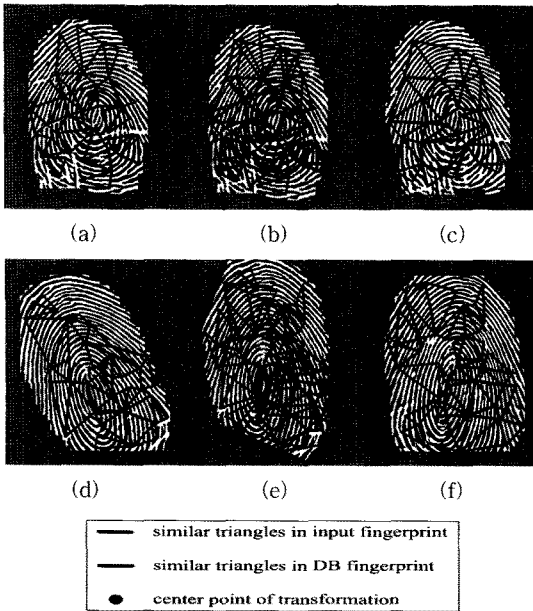 (a) (b) (c)
(d) (e) (f)
similar triangles in input fingerprint
similar triangles in DB fingerprint
center point of transformation